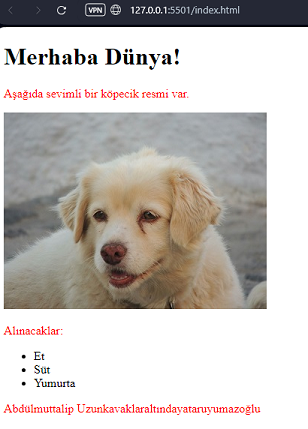 VPN 127.0.0.1:5501/index.html
Merhaba Dünya!
Aşağıda sevimli bir köpecik resmi var.
Alınacaklar:
Et
Süt
Yumurta
Abdülmuttalip Uzunkavaklaraltındayataruyumazoğlu